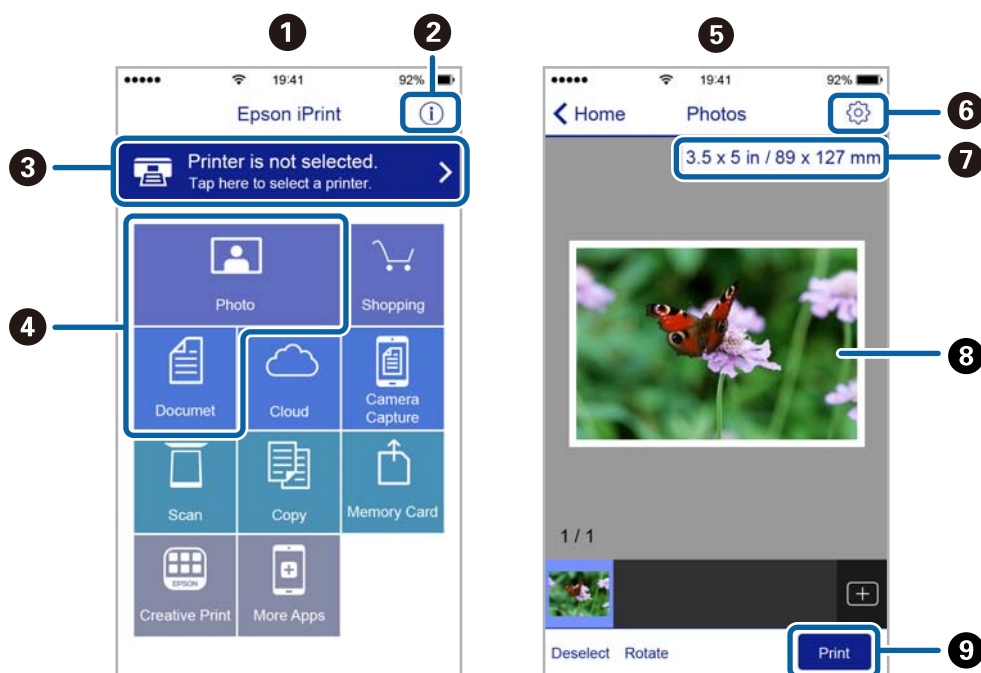 1
2
19:41
92%
Epson iPrint
3
Printer is not selected.
Tap here to select a printer.
4
Photo
Shopping
Documet
Cloud
Camera
Capture
Scan
Copy
Memory Card
EPSON
Creative Print
More Apps
5
19:41
92%
Home
Photos
6
3.5 x 5 in / 89 x 127 mm
7
8
1 / 1
Deselect
Rotate
Print
9